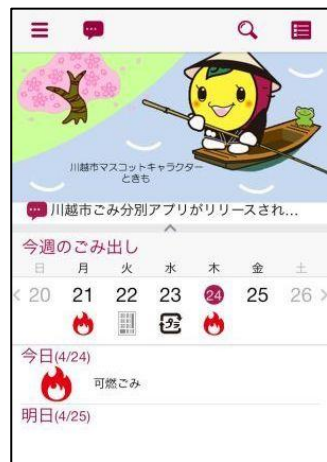 川越市マスコットキャラクター
ときも
川越市ごみ分別アプリがリリースされ...
今週のごみ出し
日 月 火 水 木 金 土
< 20 21 22 23 24 25 26 >
プラ
今日(4/24)
可燃ごみ
明日(4/25)